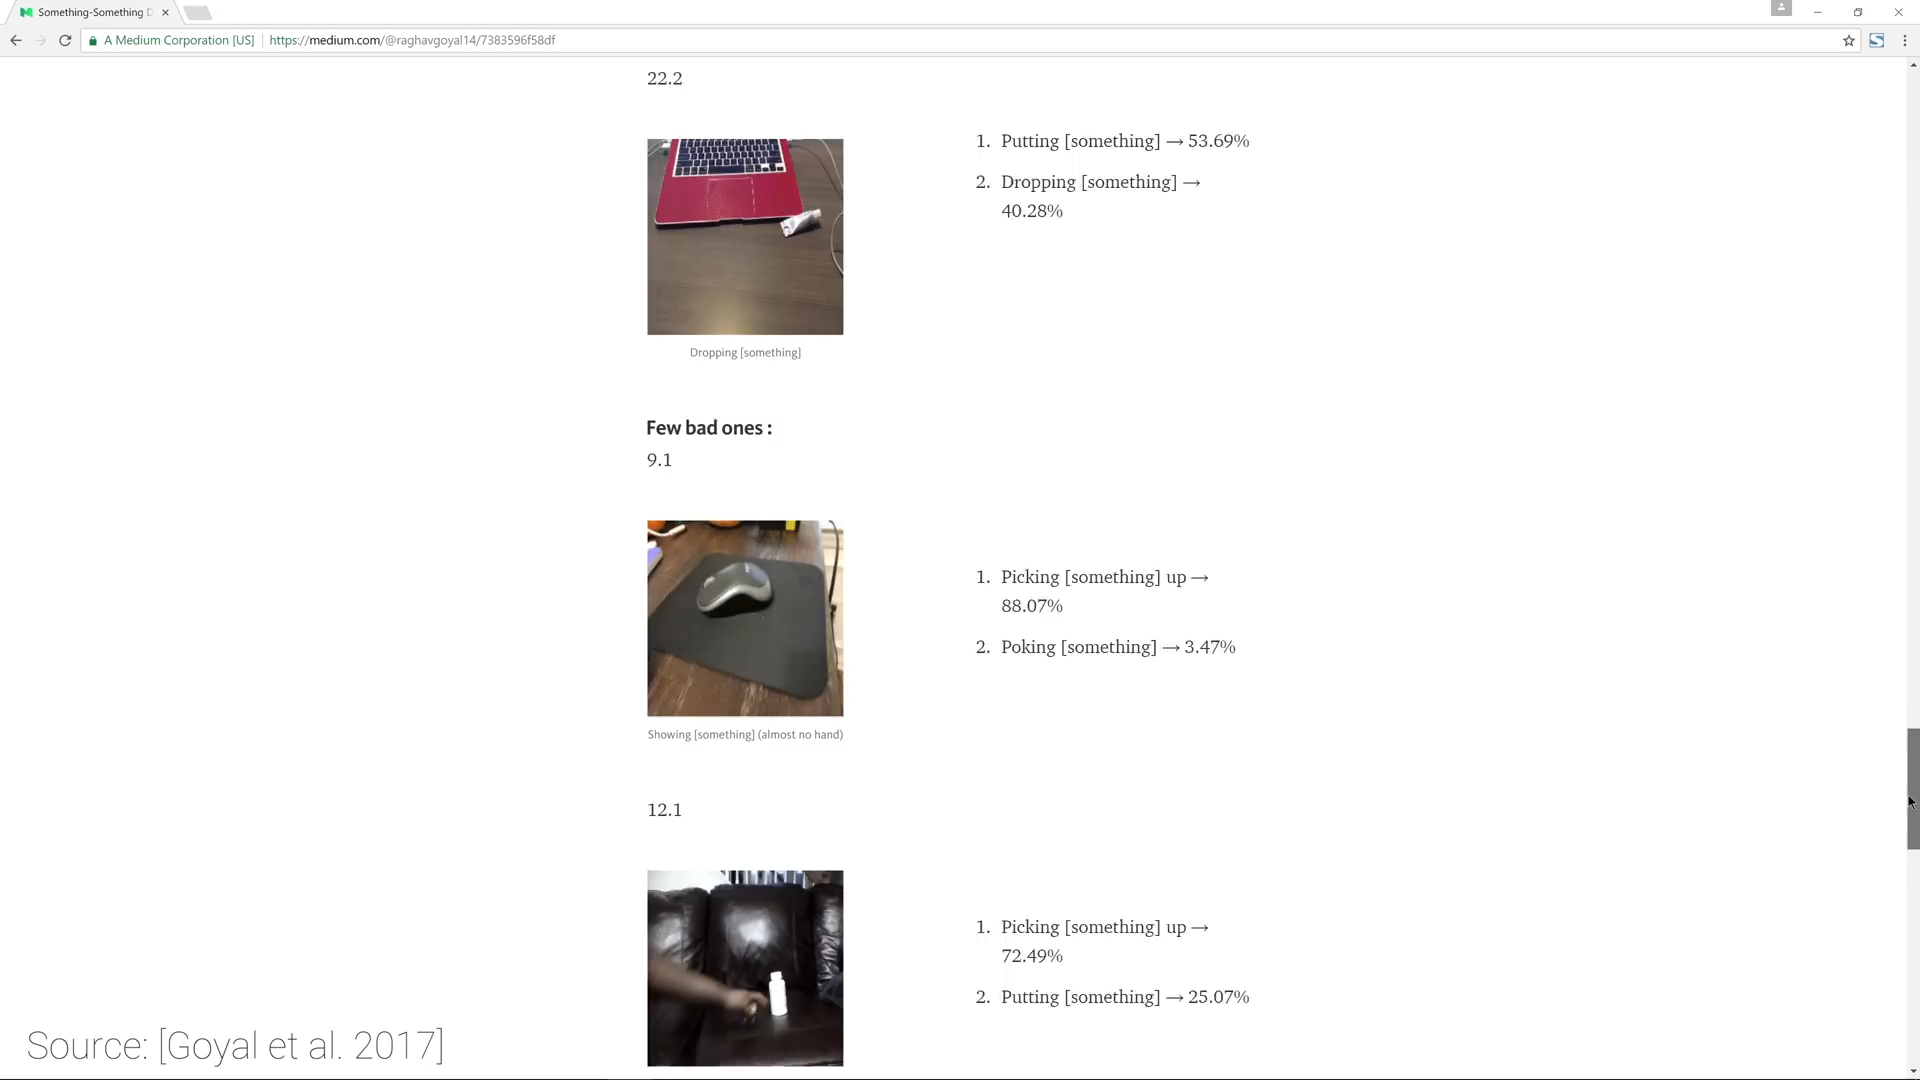 Something-Something D
A Medium Corporation [US]
https://medium.com/@raghavgoyal14/7383596f58df
22.2
1. Putting [something] → 53.69%
2. Dropping [something] →
40.28%
Dropping [something]
Few bad ones :
9.1
1. Picking [something] up →
88.07%
2. Poking [something] → 3.47%
Showing [something] (almost no hand)
12.1
1. Picking [something] up →
72.49%
2. Putting [something] → 25.07%
Source: [Goyal et al. 2017]